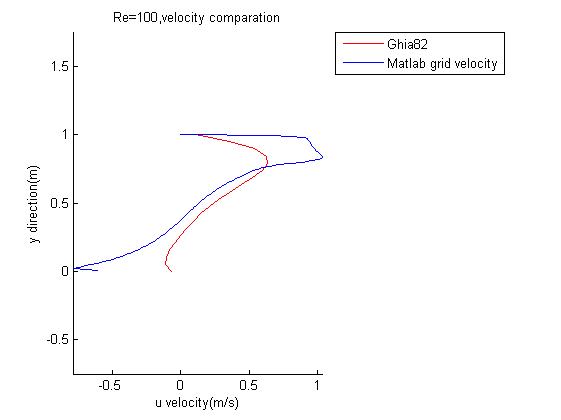 Re=100,velocity comparation
Ghia82
Matlab grid velocity
1.5
1
0.5
0
-0.5
y direction(m)
-0.5
0
0.5
1
u velocity(m/s)